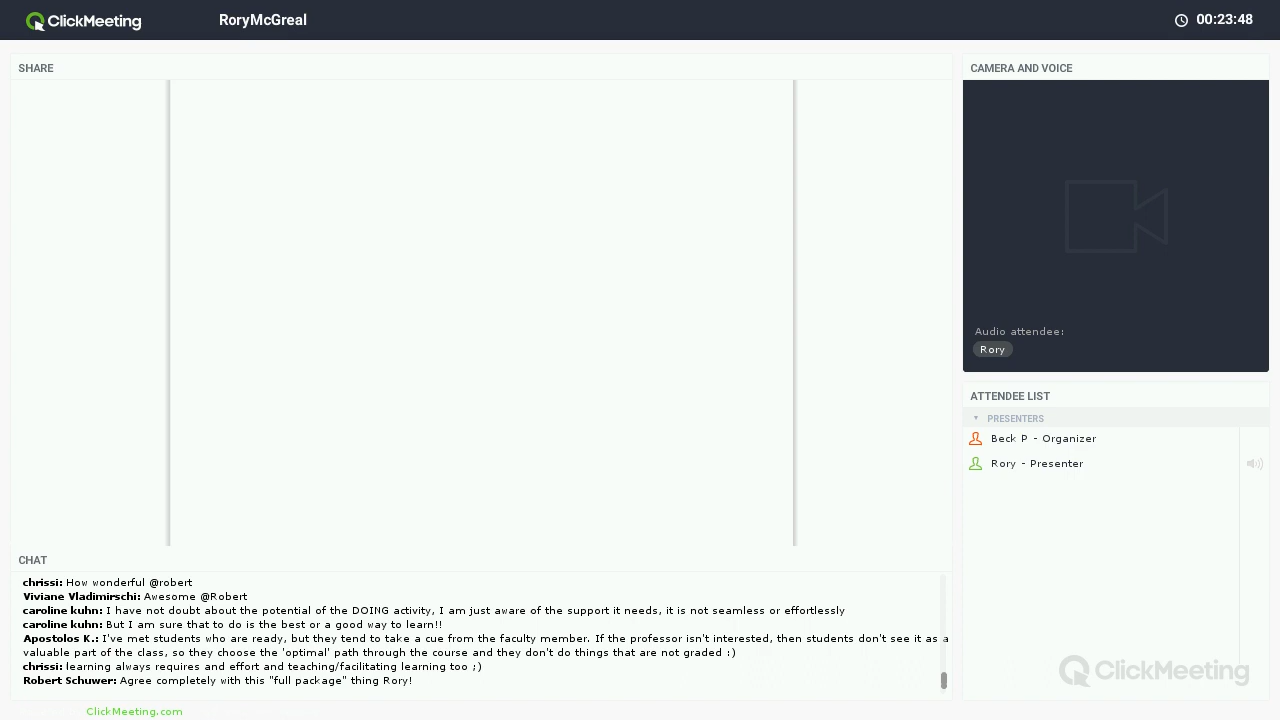 ClickMeeting
RoryMcGreal
00:23:48
SHARE
CAMERA AND VOICE
Audio attendee:
Rory
ATTENDEE LIST
PRESENTERS
Beck P - Organizer
Rory - Presenter
CHAT
chrissi: How wonderful @robert
Viviane Vladimirschi: Awesome @Robert
caroline kuhn: I have not doubt about the potential of the DOING activity, I am just aware of the support it needs, it is not seamless or effortlessly
caroline kuhn: But I am sure that to do is the best or a good way to learn!!
Apostolos K.: I've met students who are ready, but they tend to take a cue from the faculty member. If the professor isn't interested, then students don't see it as a
valuable part of the class, so they choose the 'optimal' path through the course and they don't do things that are not graded :)
chrissi: learning always requires and effort and teaching/facilitating learning too ;)
Robert Schuwer: Agree completely with this "full package" thing Rory!
ClickMeeting
ClickMeeting.com